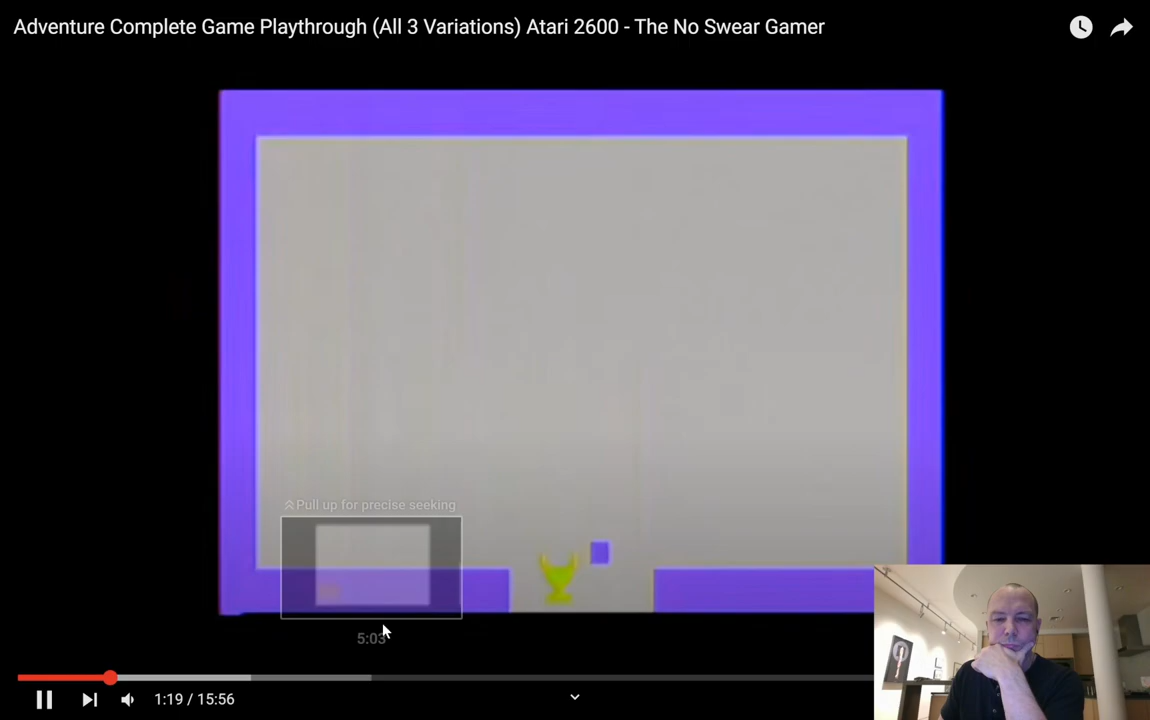 Adventure Complete Game Playthrough (All 3 Variations) Atari 2600 - The No Swear Gamer
Pull up for precise seeking
5:03
1:19 / 15:56